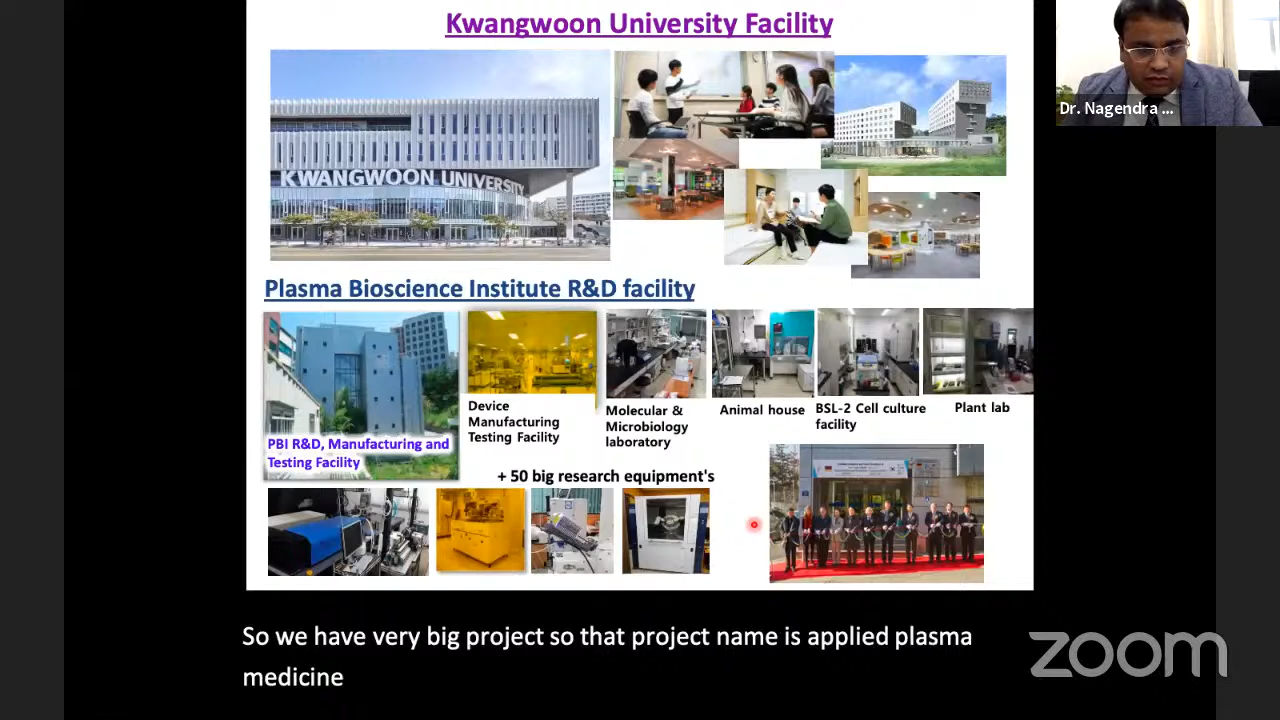 Kwangwoon University Facility
Dr. Nagendra ...
KWANGWOON UNIVERSITY
Plasma Bioscience Institute R&D facility
PBI R&D, Manufacturing and
Testing Facility
Device
Manufacturing
Testing Facility
Molecular &
Microbiology
laboratory
Animal house
BSL-2 Cell culture
facility
Plant lab
+ 50 big research equipment's
So we have very big project so that project name is applied plasma
medicine
zoom